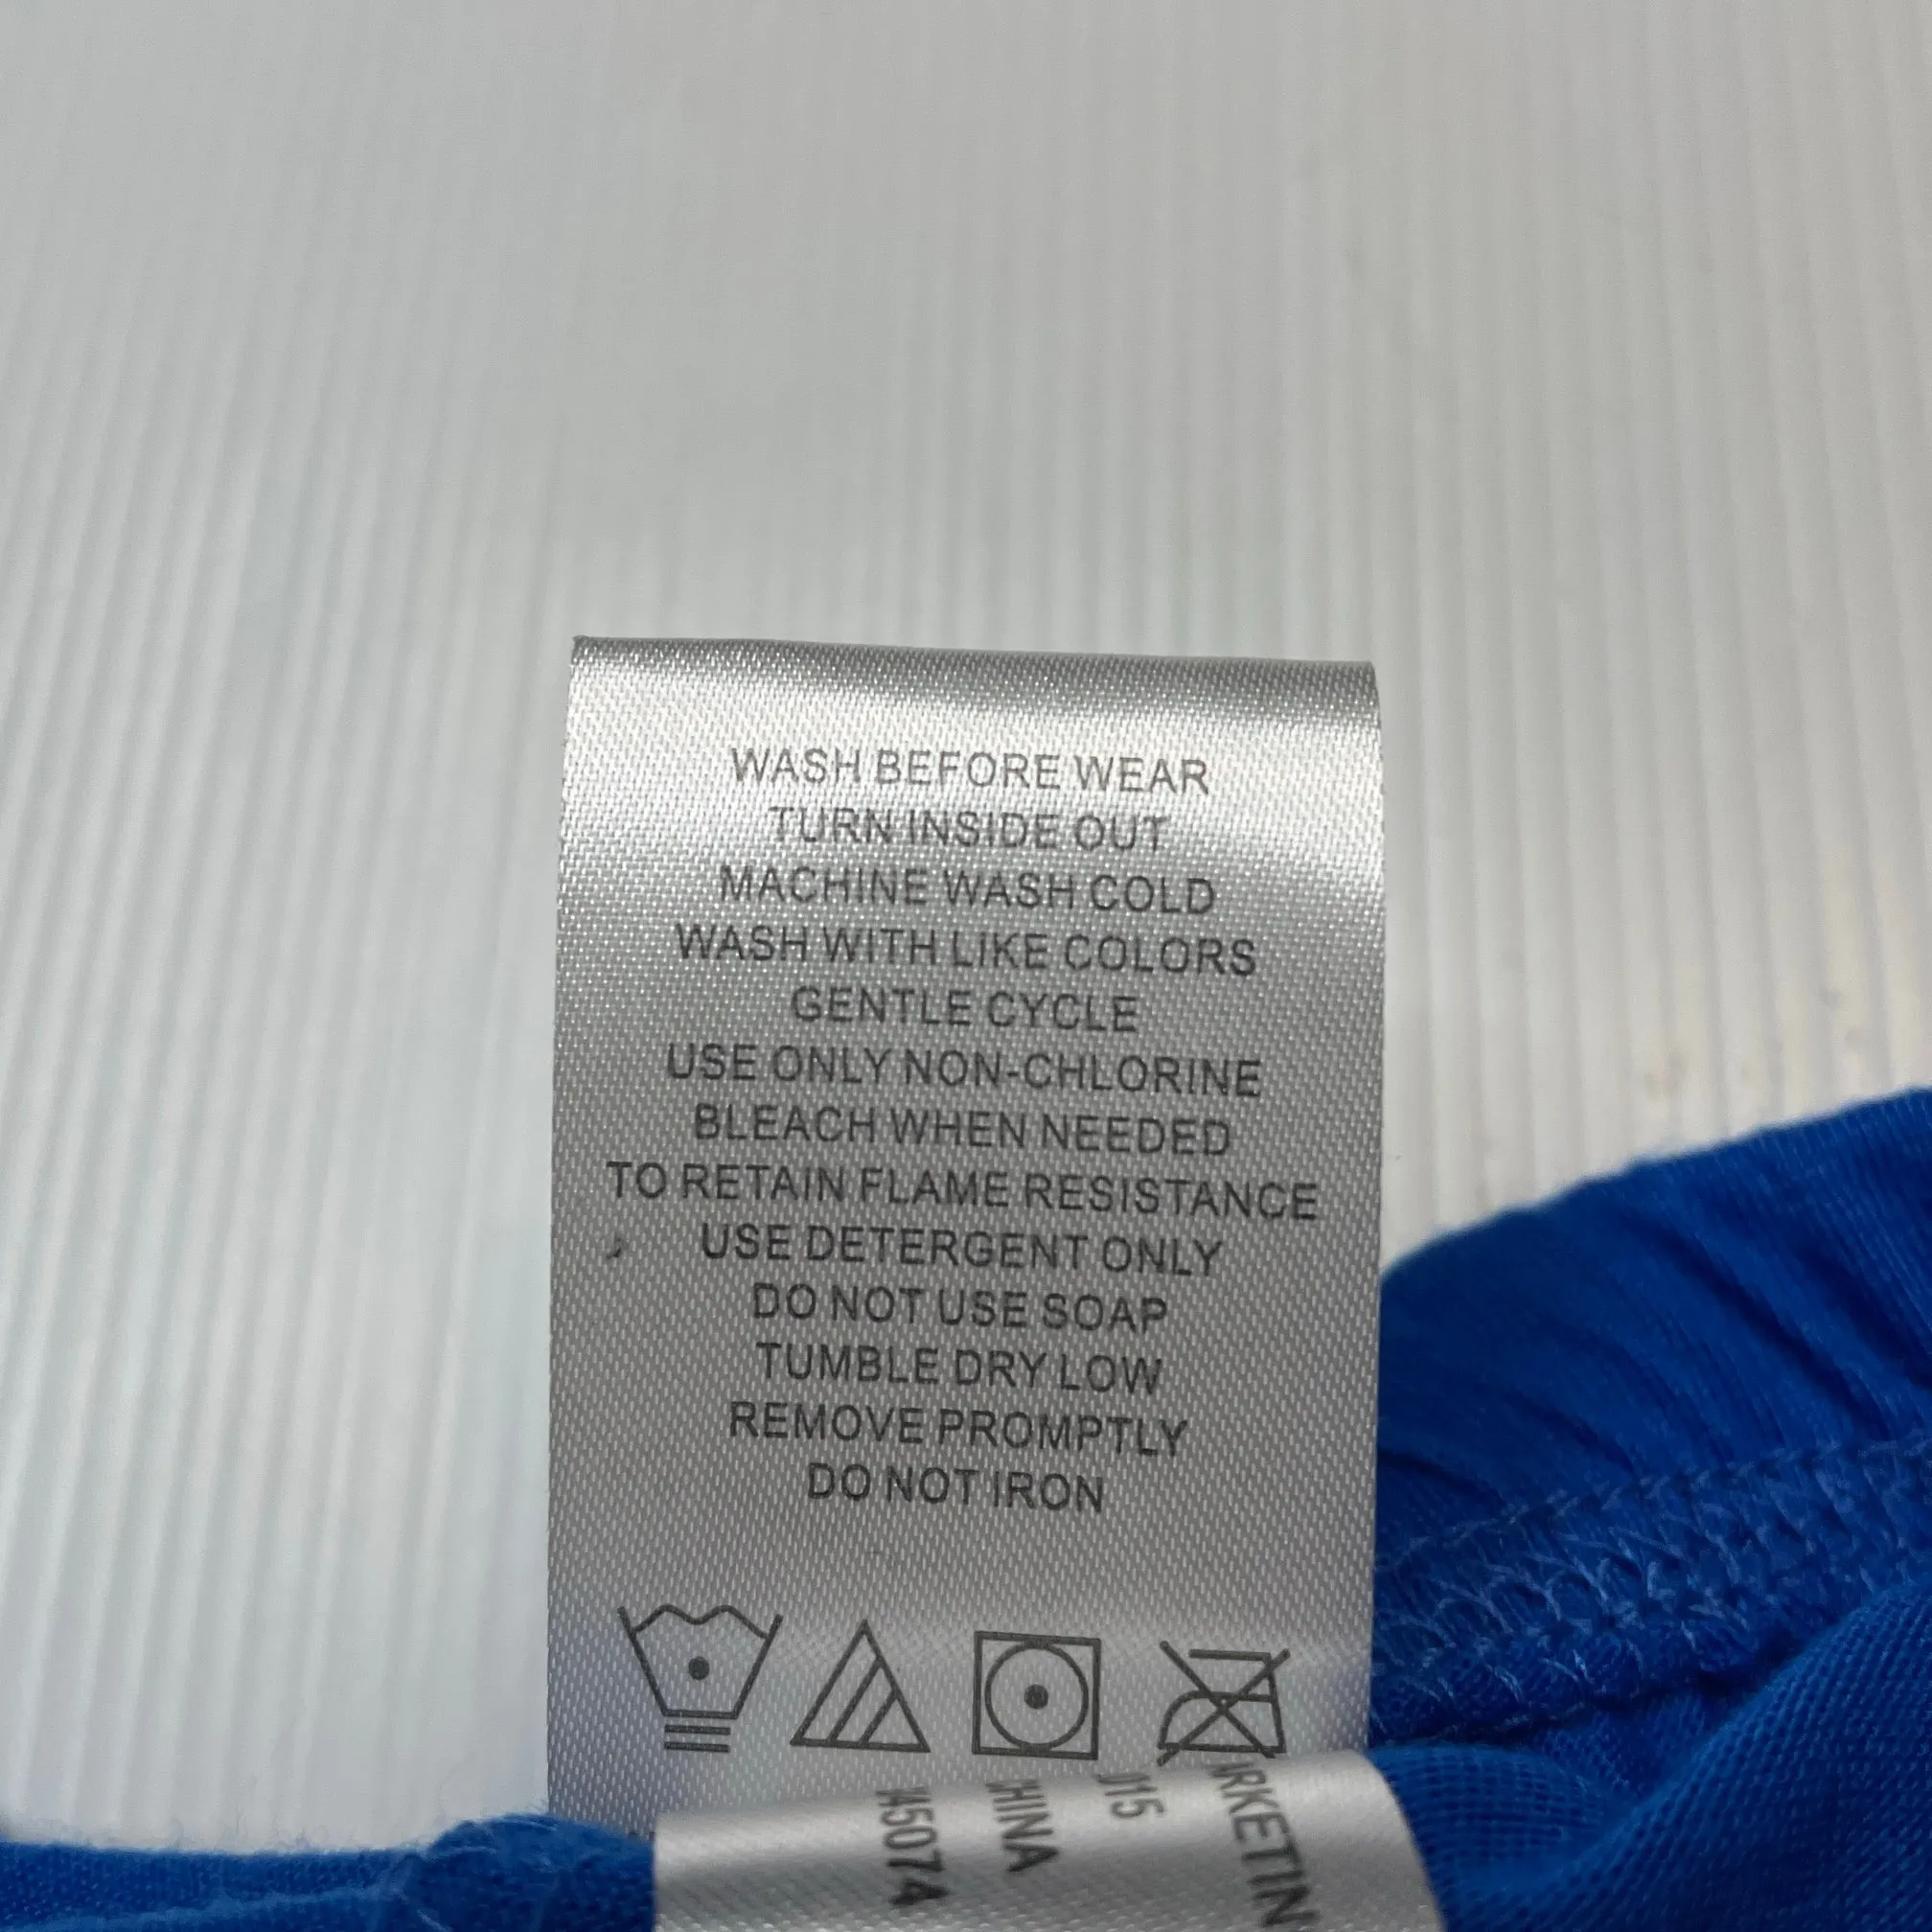 WASH BEFORE WEAR
TURN INSIDE OUT
MACHINE WASH COLD
WASH WITH LIKE COLORS
GENTLE CYCLE
USE ONLY NON-CHLORINE
BLEACH WHEN NEEDED
TO RETAIN FLAME RESISTANCE
USE DETERGENT ONLY
DO NOT USE SOAP
TUMBLE DRY LOW
REMOVE PROMPTLY
DO NOT IRON